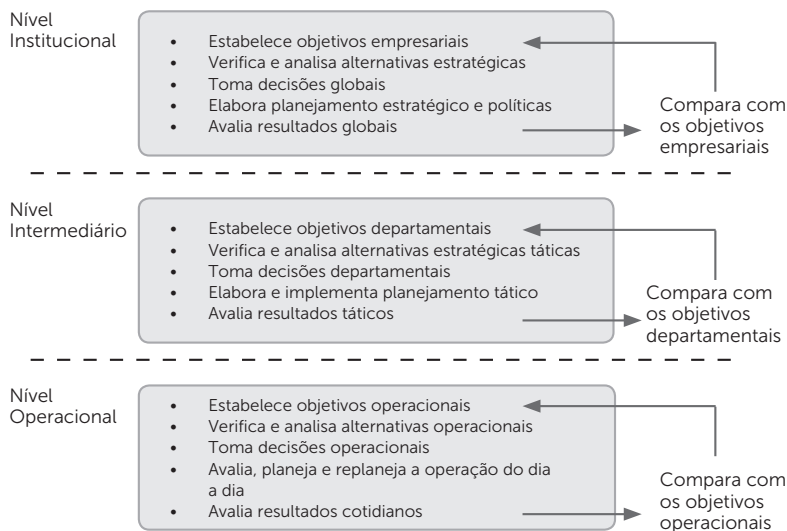 Nível
Institucional
• Estabelece objetivos empresariais
• Verifica e analisa alternativas estratégicas
• Toma decisões globais
• Elabora planejamento estratégico e políticas
• Avalia resultados globais
Compara com
os objetivos
empresariais
Nível
Intermediário
• Estabelece objetivos departamentais
• Verifica e analisa alternativas estratégicas táticas
• Toma decisões departamentais
• Elabora e implementa planejamento tático
• Avalia resultados táticos
Compara com
os objetivos
departamentais
Nível
Operacional
• Estabelece objetivos operacionais
• Verifica e analisa alternativas operacionais
• Toma decisões operacionais
• Avalia, planeja e replaneja a operação do dia
a dia
• Avalia resultados cotidianos
Compara com
os objetivos
operacionais